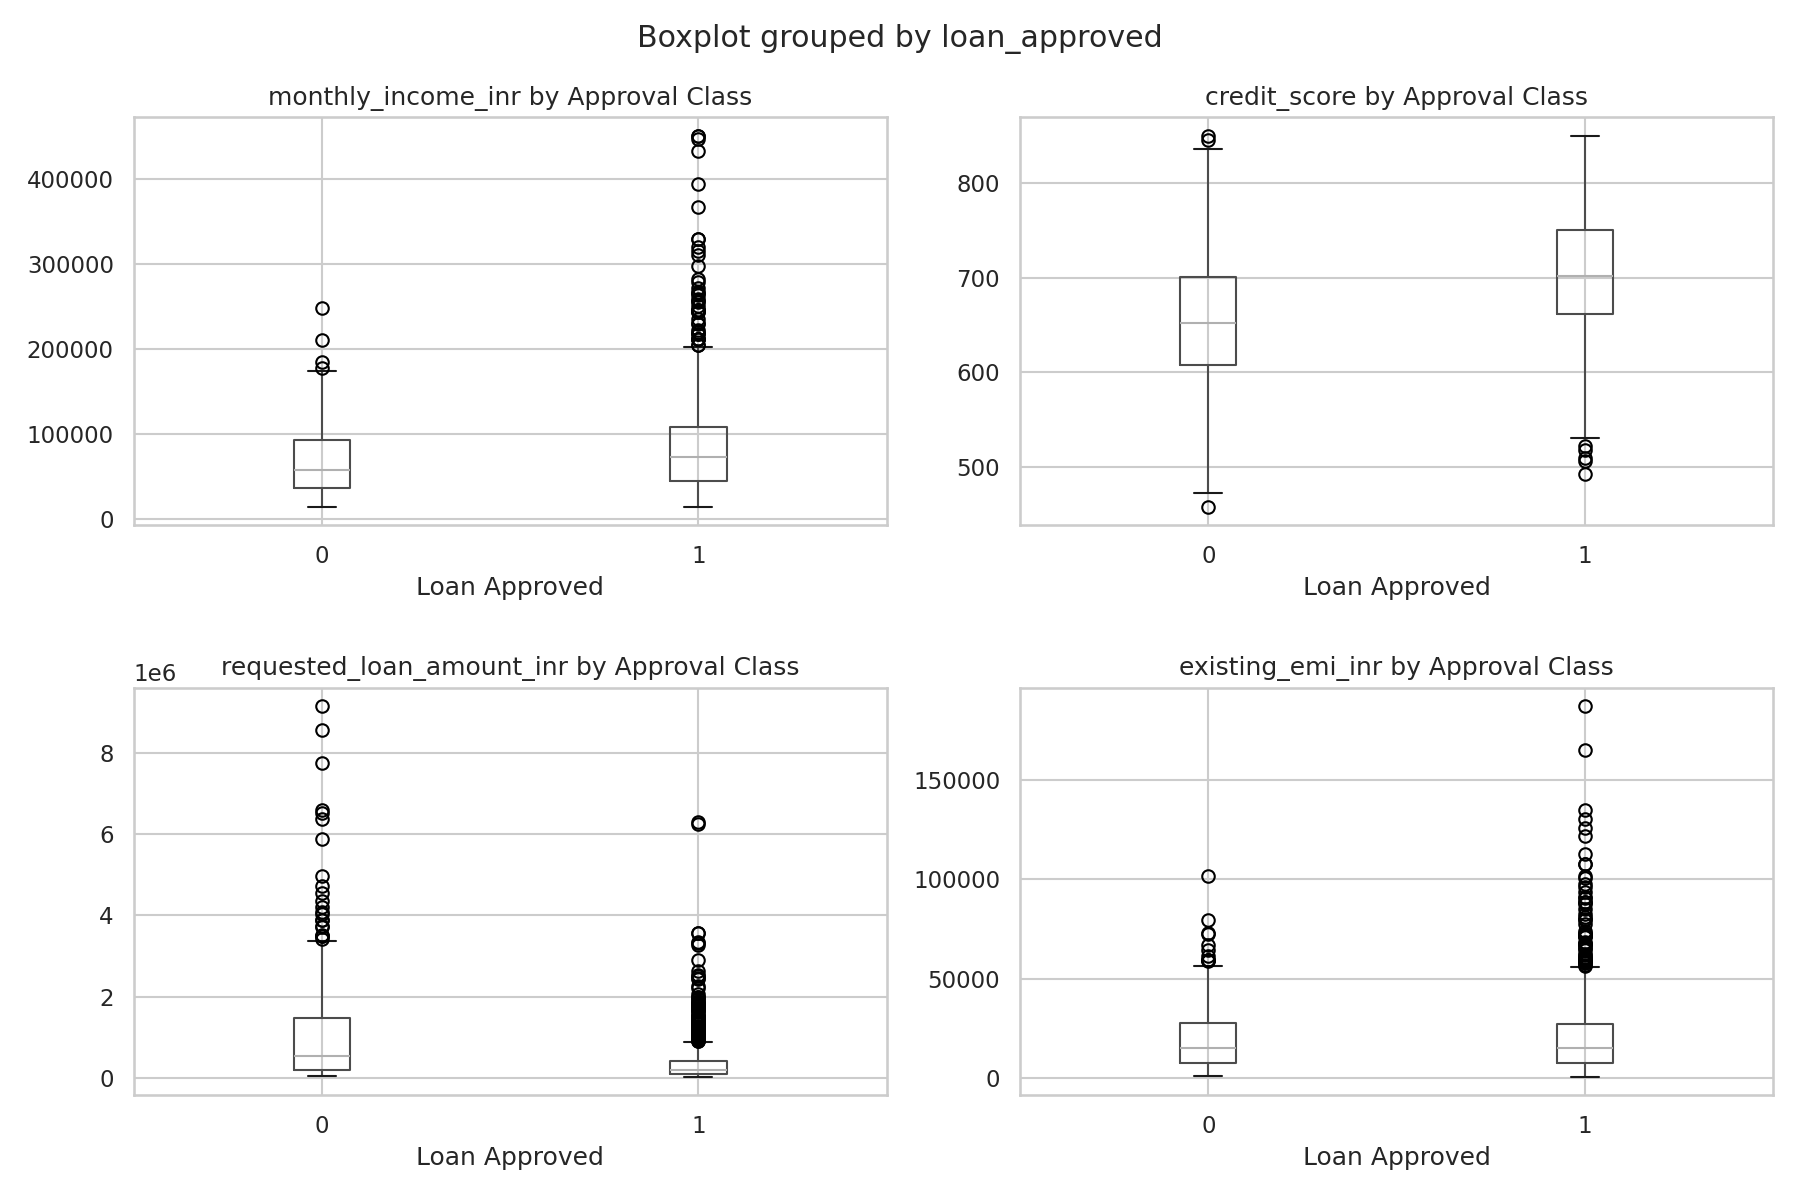 Boxplot grouped by loan_approved
monthly_income_inr by Approval Class
400000
300000
200000
100000
0
0 1
Loan Approved
credit_score by Approval Class
800
700
600
500
0 1
Loan Approved
1e6
requested_loan_amount_inr by Approval Class
8
6
4
2
0
0 1
Loan Approved
existing_emi_inr by Approval Class
150000
100000
50000
0
0 1
Loan Approved